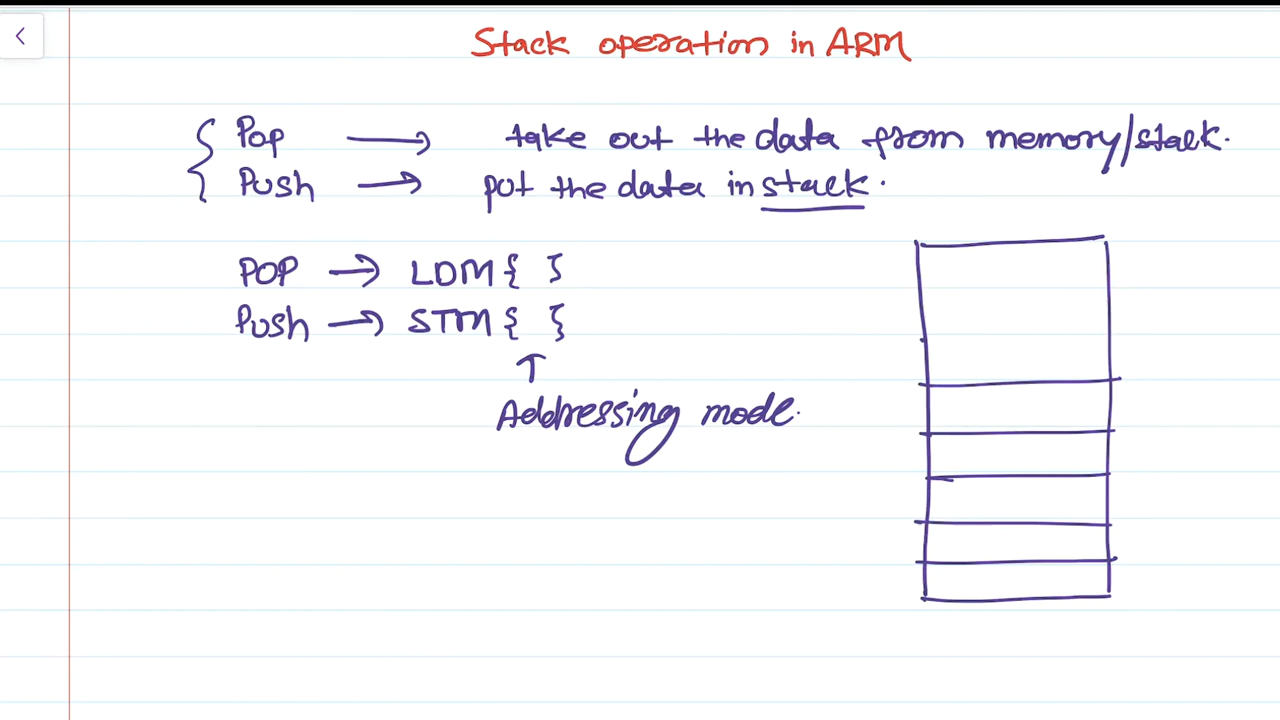 Stack operation in ARM
Pop → take out the data from memory/stack.
Push → put the data in stack.
POP → LDM{ }
Push → STM{ }
↑
Addressing mode.